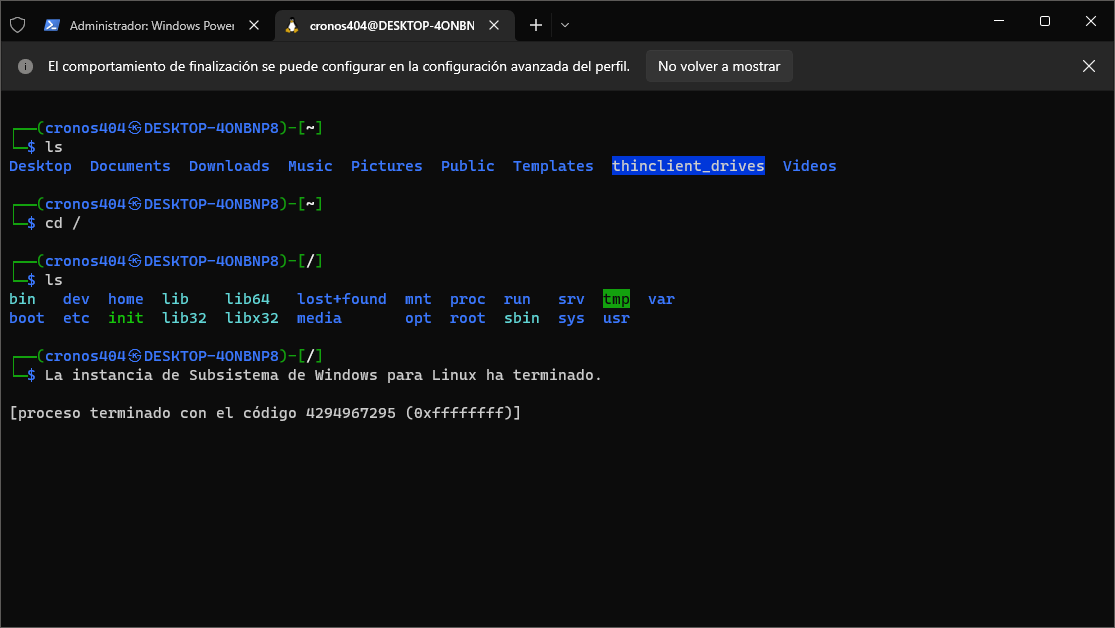 Administrador: Windows Power
cronos404@DESKTOP-4ONBN
El comportamiento de finalización se puede configurar en la configuración avanzada del perfil.
No volver a mostrar
┌──(cronos404㉿DESKTOP-4ONBNP8)-[~]
└─$ ls
Desktop Documents Downloads Music Pictures Public Templates thinclient_drives Videos
┌──(cronos404㉿DESKTOP-4ONBNP8)-[~]
└─$ cd /
┌──(cronos404㉿DESKTOP-4ONBNP8)-[/]
└─$ ls
bin dev home lib lib64 lost+found mnt proc run srv tmp var
boot etc init lib32 libx32 media opt root sbin sys usr
┌──(cronos404㉿DESKTOP-4ONBNP8)-[/]
└─$ La instancia de Subsistema de Windows para Linux ha terminado.
[proceso terminado con el código 4294967295 (0xffffffff)]